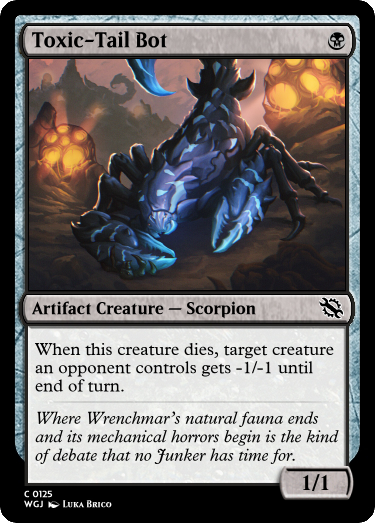 Toxic-Tail Bot
Artifact Creature — Scorpion
When this creature dies, target creature
an opponent controls gets -1/-1 until
end of turn.
Where Wrenchmar's natural fauna ends
and its mechanical horrors begin is the kind
of debate that no Junker has time for.
1/1
C 0125
WGJ Luka Brico